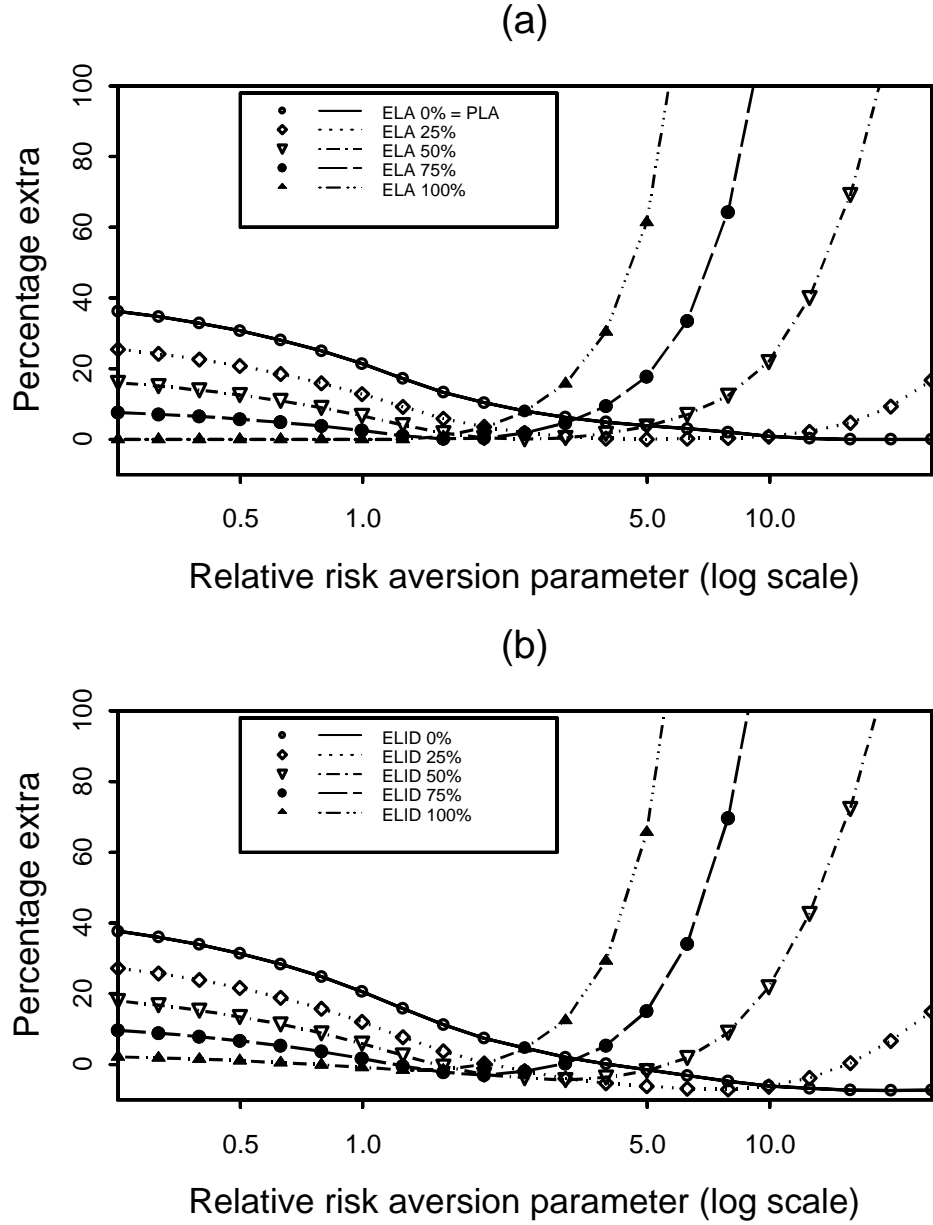 (a)
Percentage extra
100
80
60
40
20
0
ELA 0% = PLA
ELA 25%
ELA 50%
ELA 75%
ELA 100%
0.5
1.0
5.0
10.0
Relative risk aversion parameter (log scale)
(b)
Percentage extra
100
80
60
40
20
0
ELID 0%
ELID 25%
ELID 50%
ELID 75%
ELID 100%
0.5
1.0
5.0
10.0
Relative risk aversion parameter (log scale)